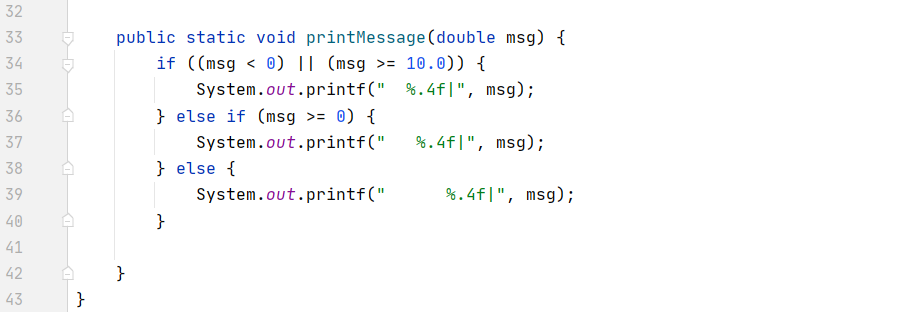 32
33 public static void printMessage(double msg) {
34 if ((msg < 0) || (msg >= 10.0)) {
35 System.out.printf("  %.4f|", msg);
36 } else if (msg >= 0) {
37 System.out.printf("   %.4f|", msg);
38 } else {
39 System.out.printf("      %.4f|", msg);
40 }
41
42 }
43 }